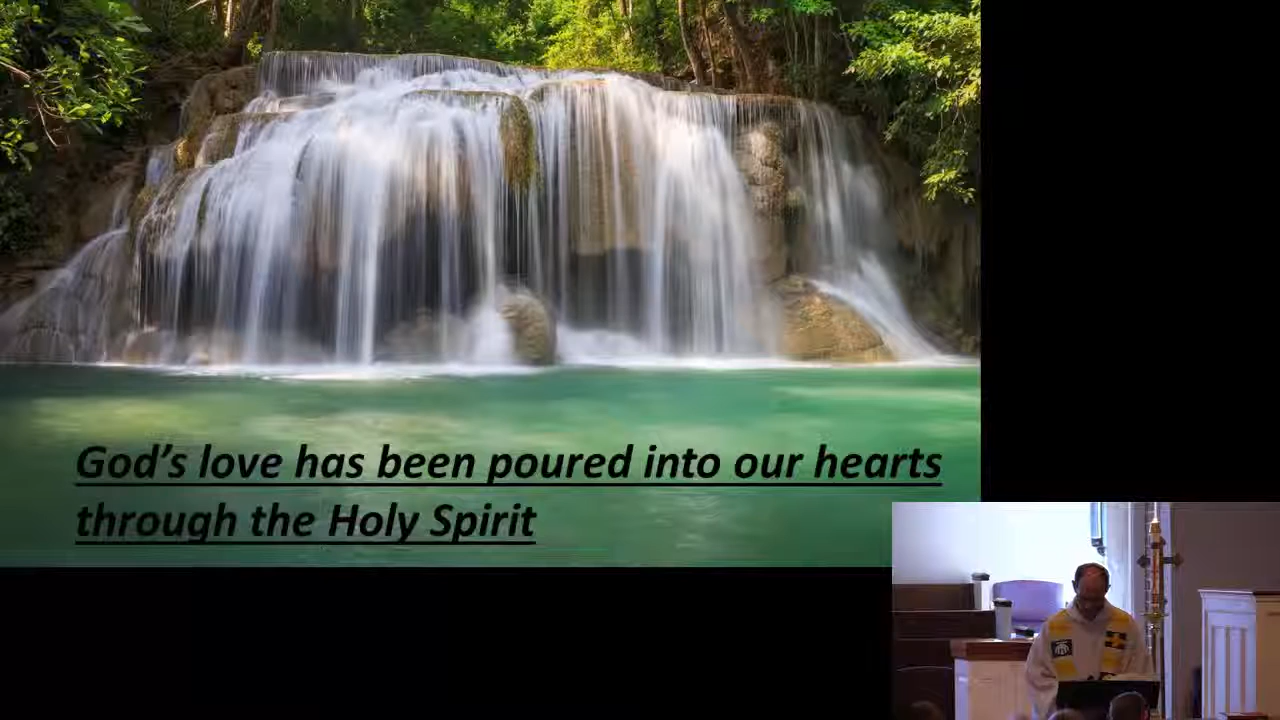 God’s love has been poured into our hearts
through the Holy Spirit